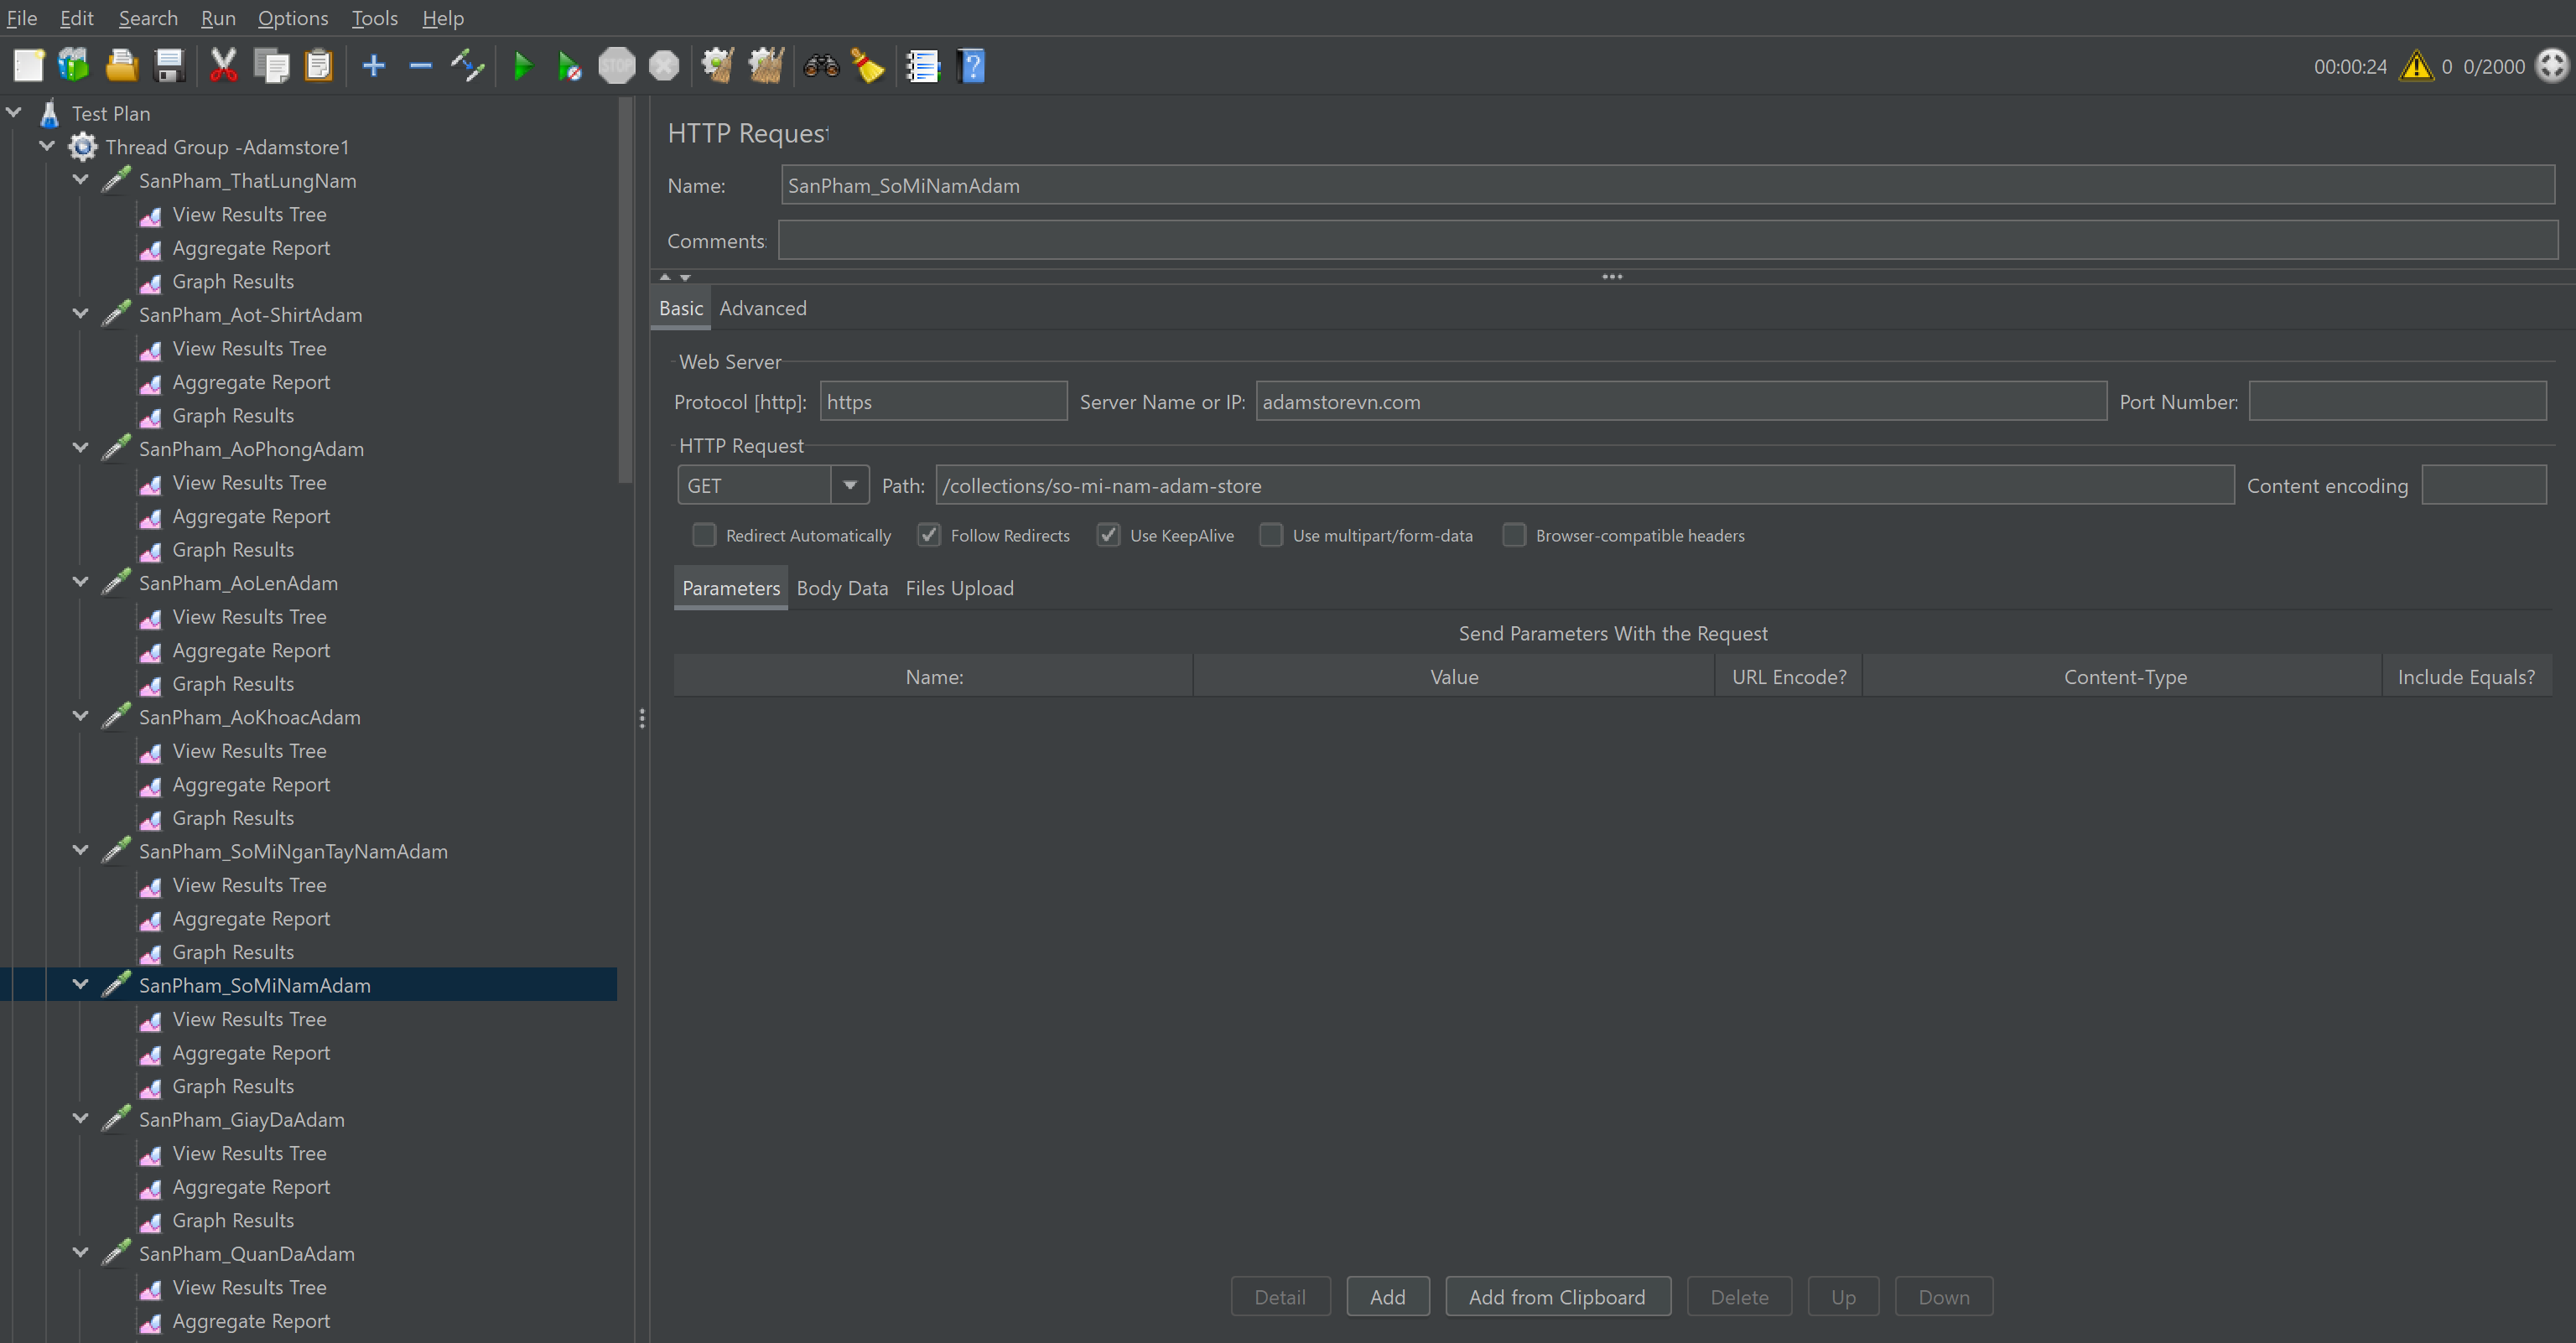 File Edit Search Run Options Tools Help
STOP
00:00:24 0 0/2000
Test Plan
Thread Group -Adamstore1
SanPham_ThatLungNam
View Results Tree
Aggregate Report
Graph Results
SanPham_Aot-ShirtAdam
View Results Tree
Aggregate Report
Graph Results
SanPham_AoPhongAdam
View Results Tree
Aggregate Report
Graph Results
SanPham_AoLenAdam
View Results Tree
Aggregate Report
Graph Results
SanPham_AoKhoacAdam
View Results Tree
Aggregate Report
Graph Results
SanPham_SoMiNganTayNamAdam
View Results Tree
Aggregate Report
Graph Results
SanPham_SoMiNamAdam
View Results Tree
Aggregate Report
Graph Results
SanPham_GiayDaAdam
View Results Tree
Aggregate Report
Graph Results
SanPham_QuanDaAdam
View Results Tree
Aggregate Report
HTTP Request
Name: SanPham_SoMiNamAdam
Comments:
Basic Advanced
Web Server
Protocol [http]: https Server Name or IP: adamstorevn.com Port Number:
HTTP Request
GET Path: /collections/so-mi-nam-adam-store Content encoding
Redirect Automatically Follow Redirects Use KeepAlive Use multipart/form-data Browser-compatible headers
Parameters Body Data Files Upload
Send Parameters With the Request
Name: Value URL Encode? Content-Type Include Equals?
Detail Add Add from Clipboard Delete Up Down